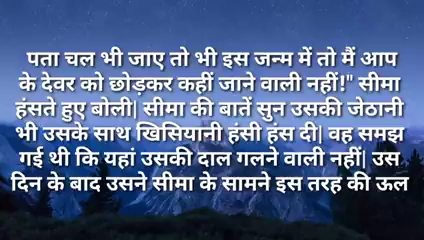 पता चल भी जाए तो भी इस जन्म में तो मैं आप
के देवर को छोड़कर कहीं जाने वाली नहीं!" सीमा
हंसते हुए बोली| सीमा की बातें सुन उसकी जेठानी
भी उसके साथ खिसियानी हंसी हंस दी| वह समझ
गई थी कि यहां उसकी दाल गलने वाली नहीं| उस
दिन के बाद उसने सीमा के सामने इस तरह की ऊल